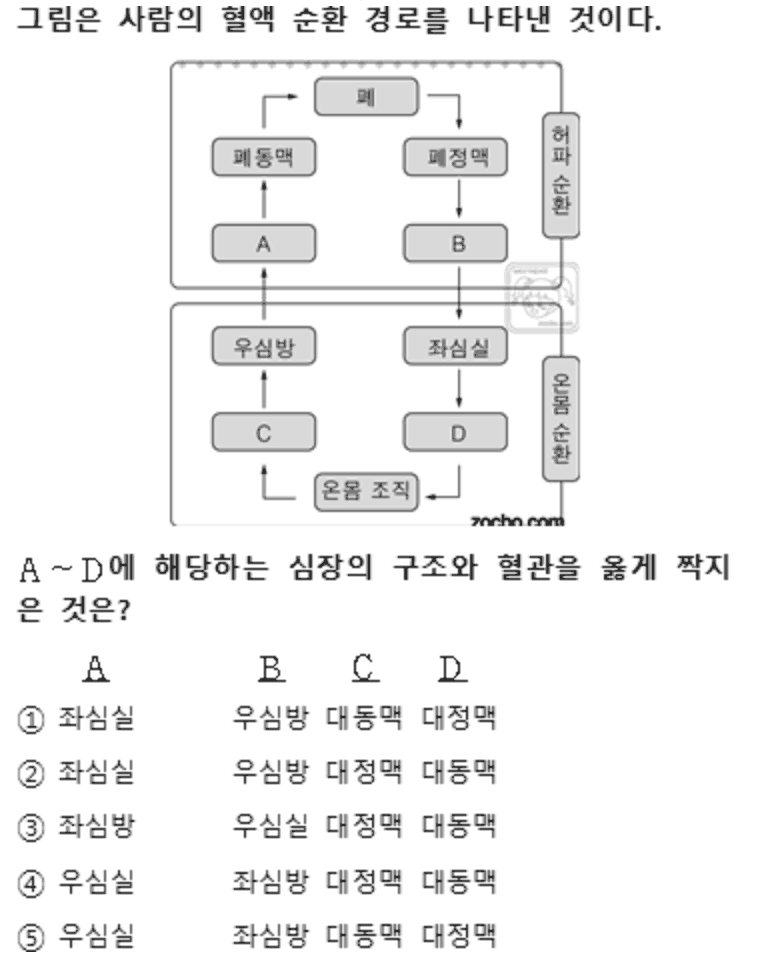 그림은 사람의 혈액 순환 경로를 나타낸 것이다.
폐
폐동맥
폐정맥
허파 순환
A
B
우심방
좌심실
온몸 순환
C
D
온몸 조직
zocbo.com
A ~ D에 해당하는 심장의 구조와 혈관을 옳게 짝지
은 것은?
A B C D
① 좌심실 우심방 대동맥 대정맥
② 좌심실 우심방 대정맥 대동맥
③ 좌심방 우심실 대정맥 대동맥
④ 우심실 좌심방 대정맥 대동맥
⑤ 우심실 좌심방 대동맥 대정맥